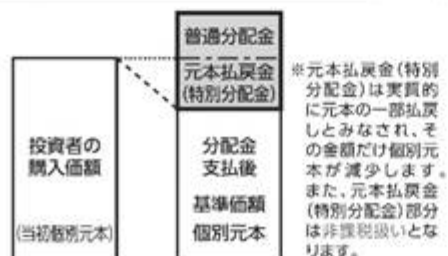 普通分配金
元本払戻金
(特別分配金)
投資者の
購入価額
(当初個別元本)
分配金
支払後
基準価額
個別元本
※元本払戻金(特別
分配金)は実質的
に元本の一部払戻
しとみなされ、そ
の金額だけ個別元
本が減少します。
また、元本払戻金
(特別分配金)部分
は非課税扱いとな
ります。